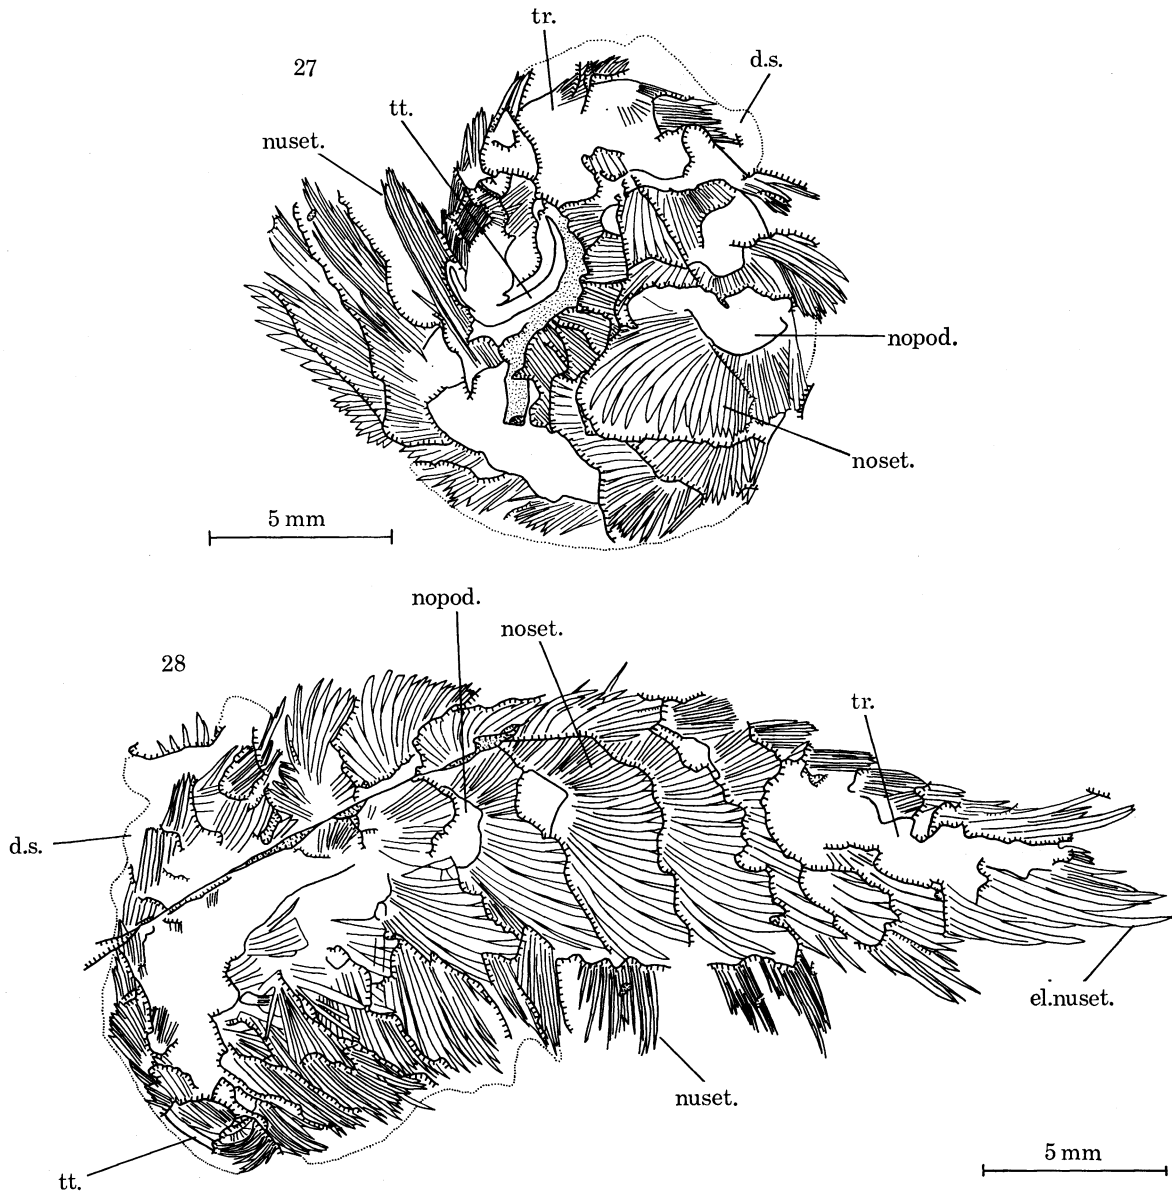 tr.
27
d.s.
tt.
nuset.
nopod.
noset.
5 mm
nopod.
noset.
28
tr.
d.s.
el.nuset.
nuset.
5 mm
tt.